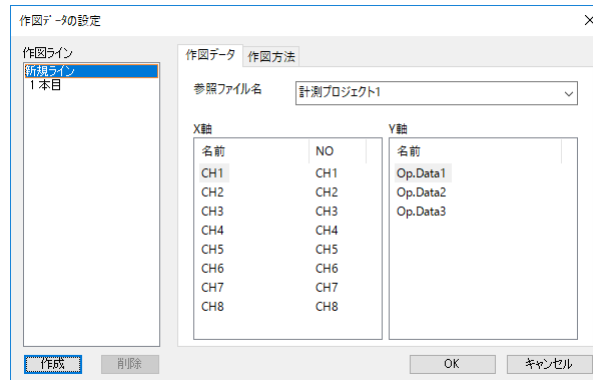 作図ﾃﾞｰﾀの設定
作図ライン
新規ライン
1 本目
作図データ 作図方法
参照ファイル名 計測プロジェクト1
X軸 Y軸
名前 NO 名前
CH1 CH1 Op.Data1
CH2 CH2 Op.Data2
CH3 CH3 Op.Data3
CH4 CH4
CH5 CH5
CH6 CH6
CH7 CH7
CH8 CH8
作成 削除 OK キャンセル